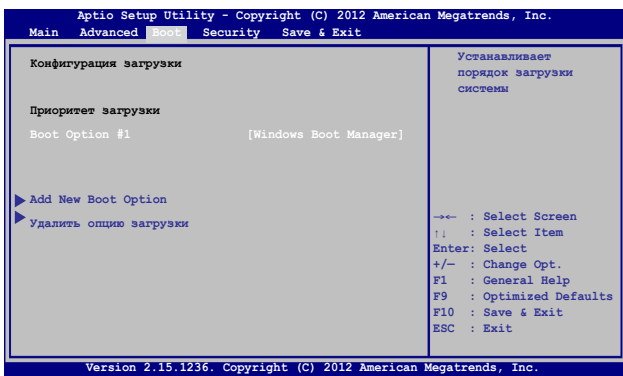 Aptio Setup Utility - Copyright (C) 2012 American Megatrends, Inc.
Main Advanced Boot Security Save & Exit
Конфигурация загрузки
Приоритет загрузки
Boot Option #1 [Windows Boot Manager]
Add New Boot Option
Удалить опцию загрузки
Устанавливает
порядок загрузки
системы
→← : Select Screen
↑↓ : Select Item
Enter: Select
+/— : Change Opt.
F1 : General Help
F9 : Optimized Defaults
F10 : Save & Exit
ESC : Exit
Version 2.15.1236. Copyright (C) 2012 American Megatrends, Inc.